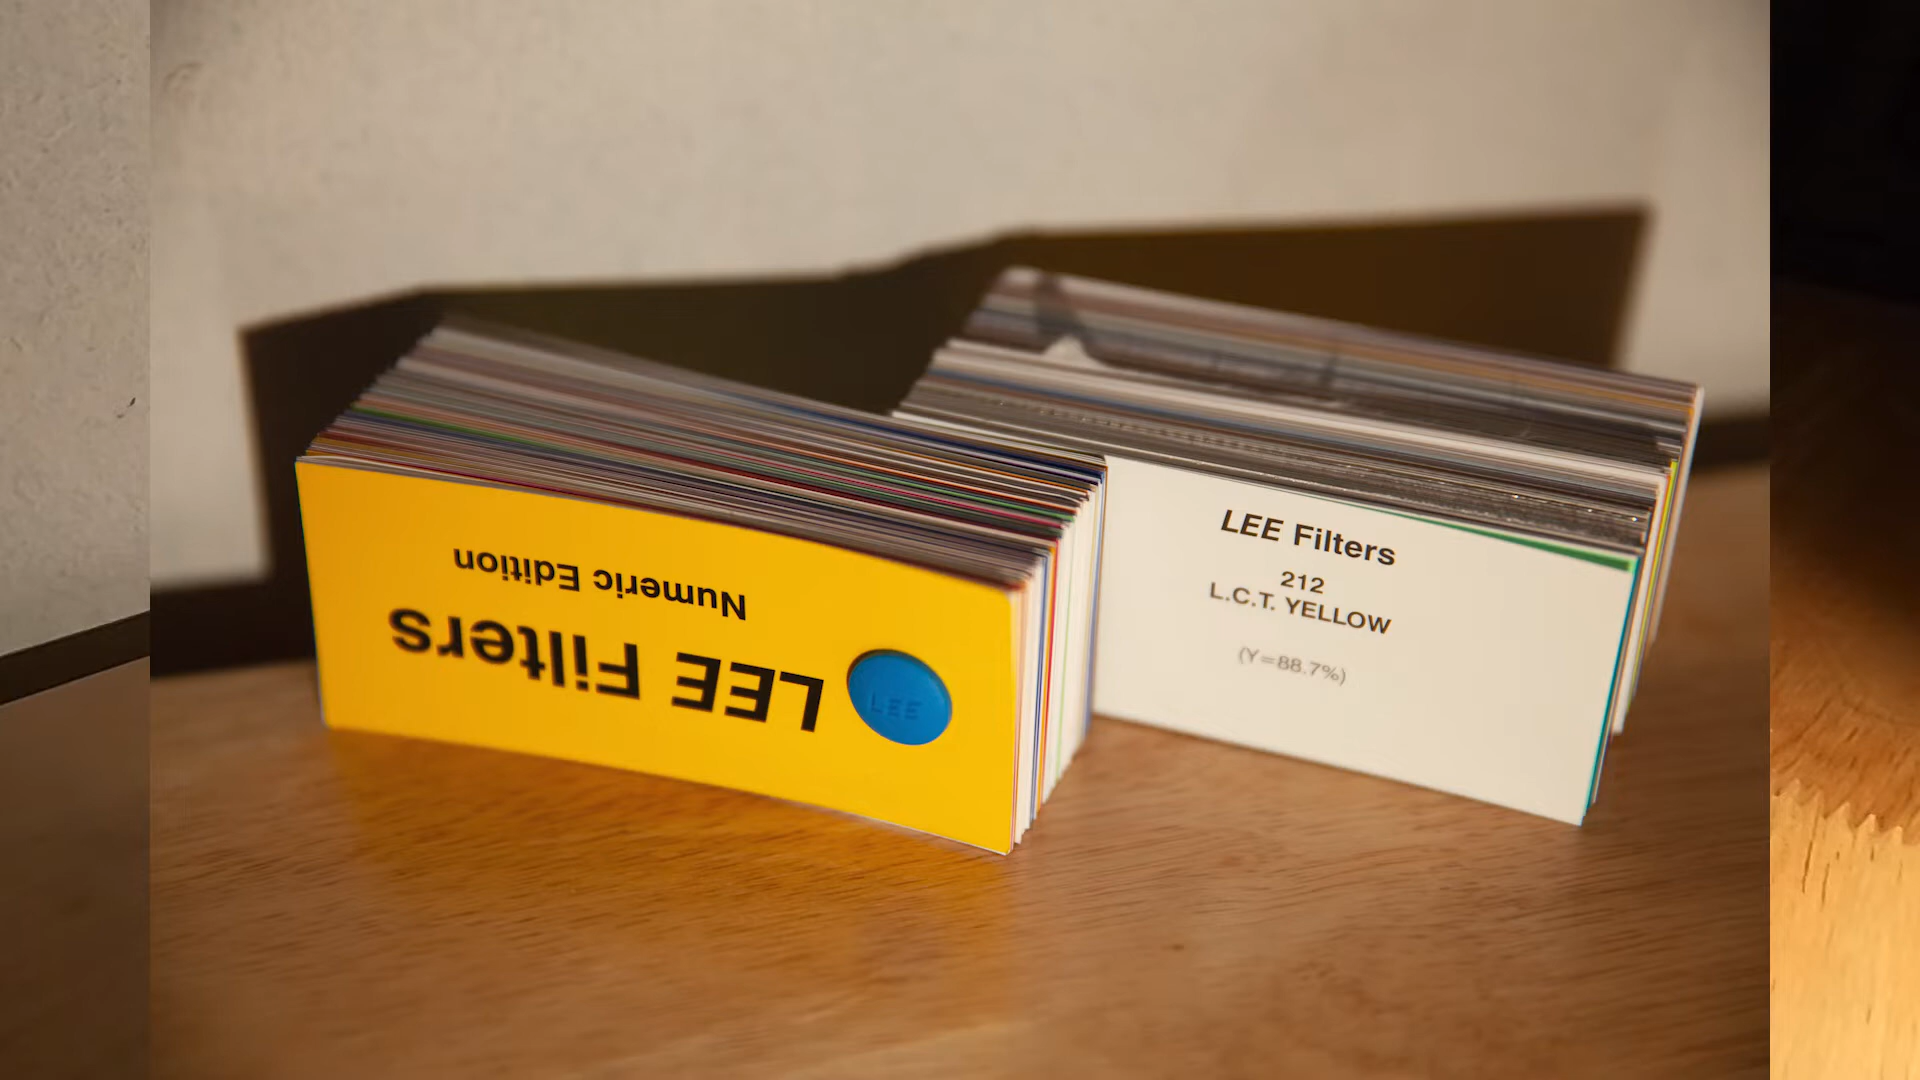 LEE Filters
Numeric Edition
LEE
LEE Filters
212
L.C.T. YELLOW
(Y=88.7%)